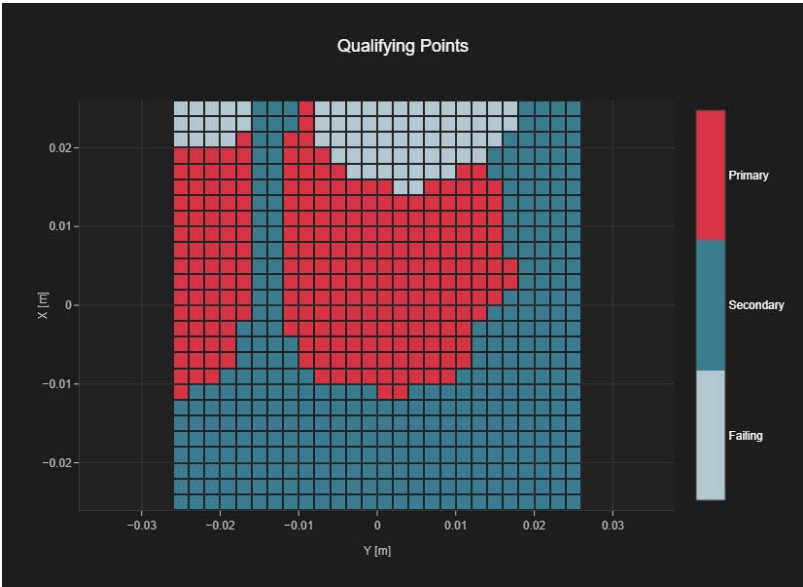 Qualifying Points
0.02
0.01
0
−0.01
−0.02
X [m]
−0.03
−0.02
−0.01
0
0.01
0.02
0.03
Y [m]
Primary
Secondary
Failing